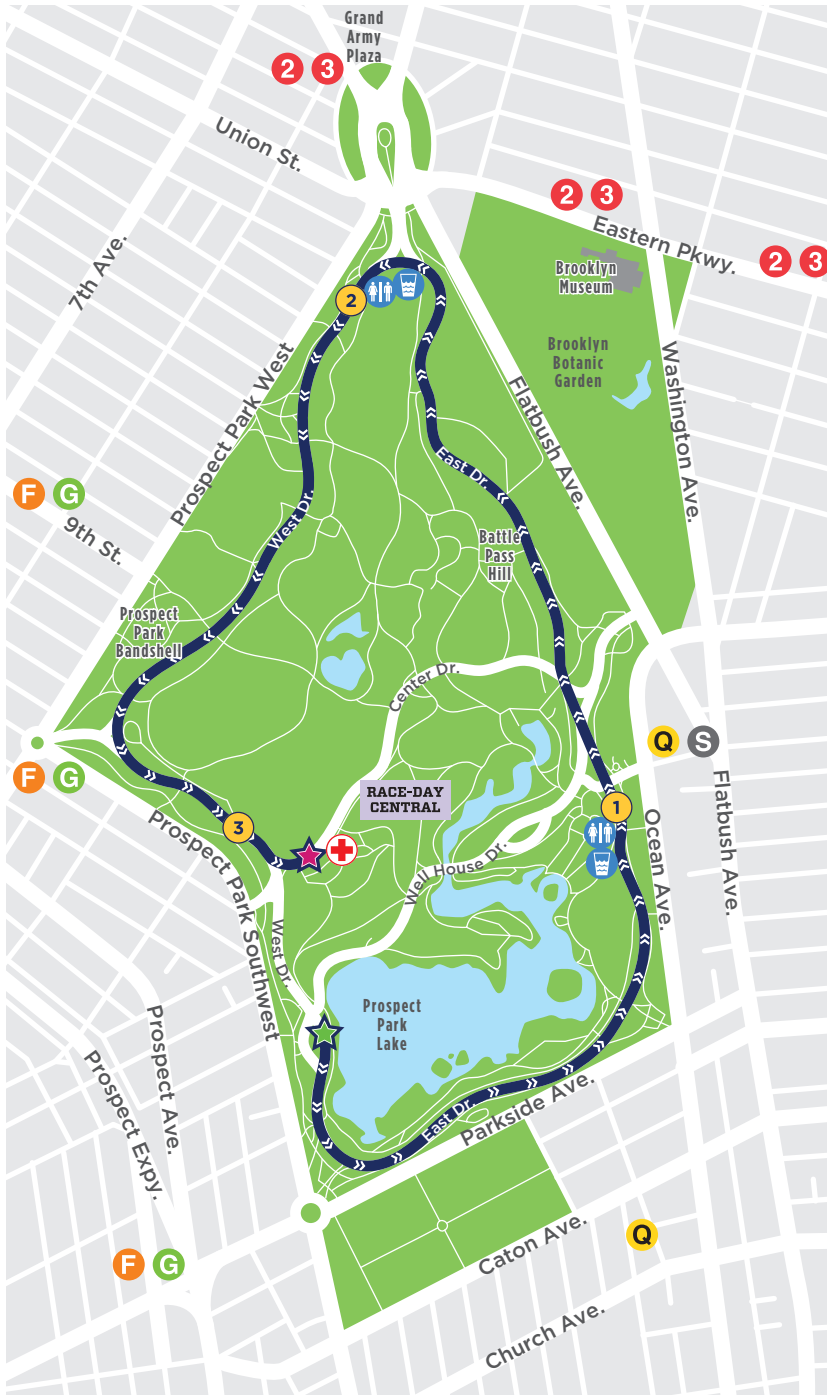 Grand
Army
Plaza
2 3
Union St.
2 3
Eastern Pkwy.
2 3
7th Ave.
Brooklyn
Museum
2
Brooklyn
Botanic
Garden
Prospect Park West
Flatbush Ave.
Washington Ave.
East Dr.
F G
9th St.
West Dr.
Battle
Pass
Hill
Prospect
Park
Bandshell
Center Dr.
F G
Q S
RACE-DAY
CENTRAL
1
3
Prospect Park Southwest
Well House Dr.
Ocean Ave.
Flatbush Ave.
West Dr.
Prospect
Park
Lake
Prospect Ave.
Prospect Expy.
East Dr.
Parkside Ave.
Caton Ave.
Q
F G
Church Ave.